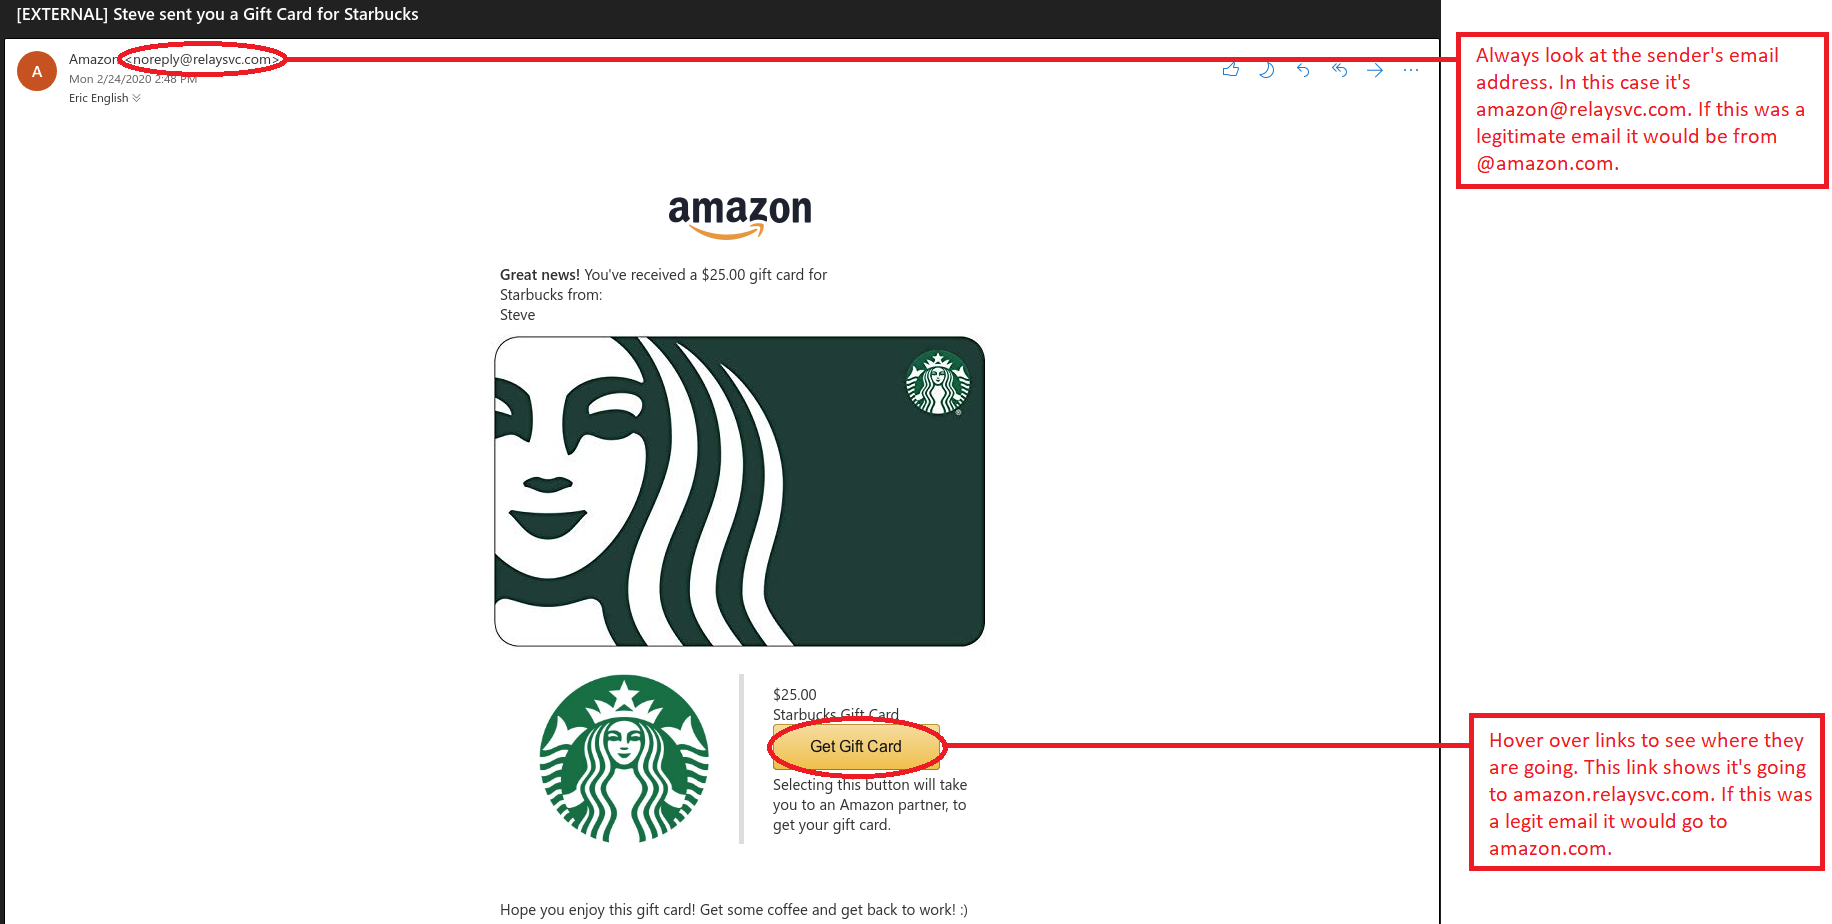 [EXTERNAL] Steve sent you a Gift Card for Starbucks
A
Amazon <noreply@relaysvc.com>
Mon 2/24/2020 2:48 PM
Eric English
Always look at the sender's email
address. In this case it's
amazon@relaysvc.com. If this was a
legitimate email it would be from
@amazon.com.
amazon
Great news! You've received a $25.00 gift card for
Starbucks from:
Steve
®
$25.00
Starbucks Gift Card
Get Gift Card
Selecting this button will take
you to an Amazon partner, to
get your gift card.
Hover over links to see where they
are going. This link shows it's going
to amazon.relaysvc.com. If this was
a legit email it would go to
amazon.com.
Hope you enjoy this gift card! Get some coffee and get back to work! :)